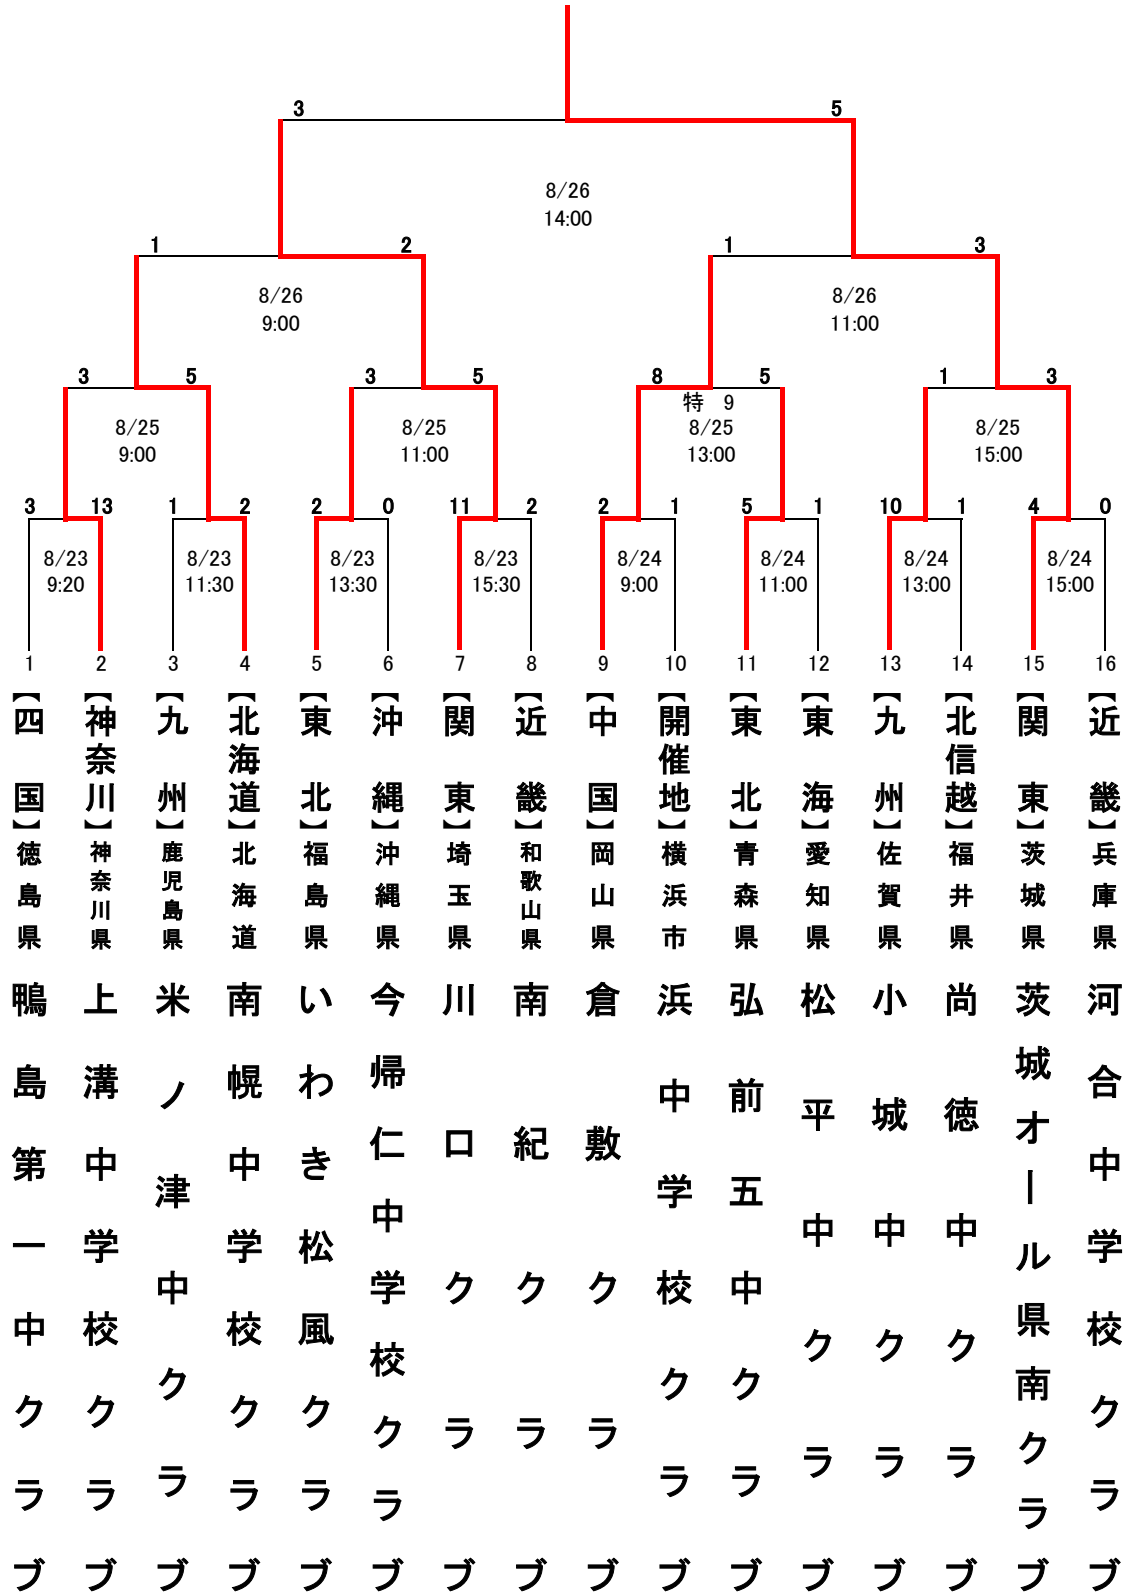 3 5
8/26
14:00
1 2 1 3
8/26 8/26
9:00 11:00
3 5 3 5 8 5 1 3
特 9
8/25 8/25 8/25 8/25
9:00 11:00 13:00 15:00
3 13 1 2 2 0 11 2 2 1 5 1 10 1 4 0
8/23 8/23 8/23 8/23 8/24 8/24 8/24 8/24
9:20 11:30 13:30 15:30 9:00 11:00 13:00 15:00
1 2 3 4 5 6 7 8 9 10 11 12 13 14 15 16
【四国】徳島県 鴨島第一中クラブ
【神奈川】神奈川県 上溝中学校クラブ
【九州】鹿児島県 米ノ津中クラブ
【北海道】北海道 南幌中学校クラブ
【東北】福島県 いわき松風クラブ
【沖縄】沖縄県 今帰仁中学校クラブ
【関東】埼玉県 川口クラブ
【近畿】和歌山県 南紀クラブ
【中国】岡山県 倉敷クラブ
【開催地】横浜市 浜中学校クラブ
【東北】青森県 弘前五中クラブ
【東海】愛知県 松平中クラブ
【九州】佐賀県 小城中クラブ
【北信越】福井県 尚徳中クラブ
【関東】茨城県 茨城オール県南クラブ
【近畿】兵庫県 河合中学校クラブ